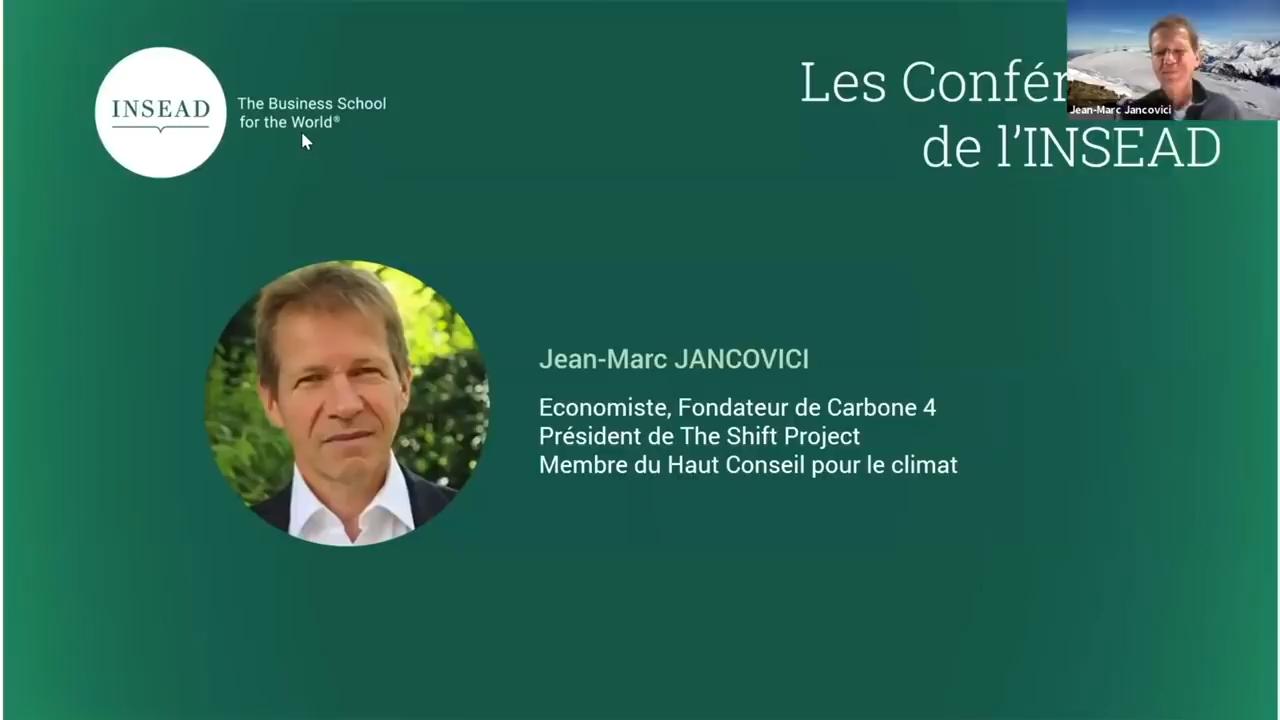 INSEAD
The Business School
for the World®
Les Confér
de l'INSEAD
Jean-Marc Jancovici
Jean-Marc JANCOVICI
Economiste, Fondateur de Carbone 4
Président de The Shift Project
Membre du Haut Conseil pour le climat